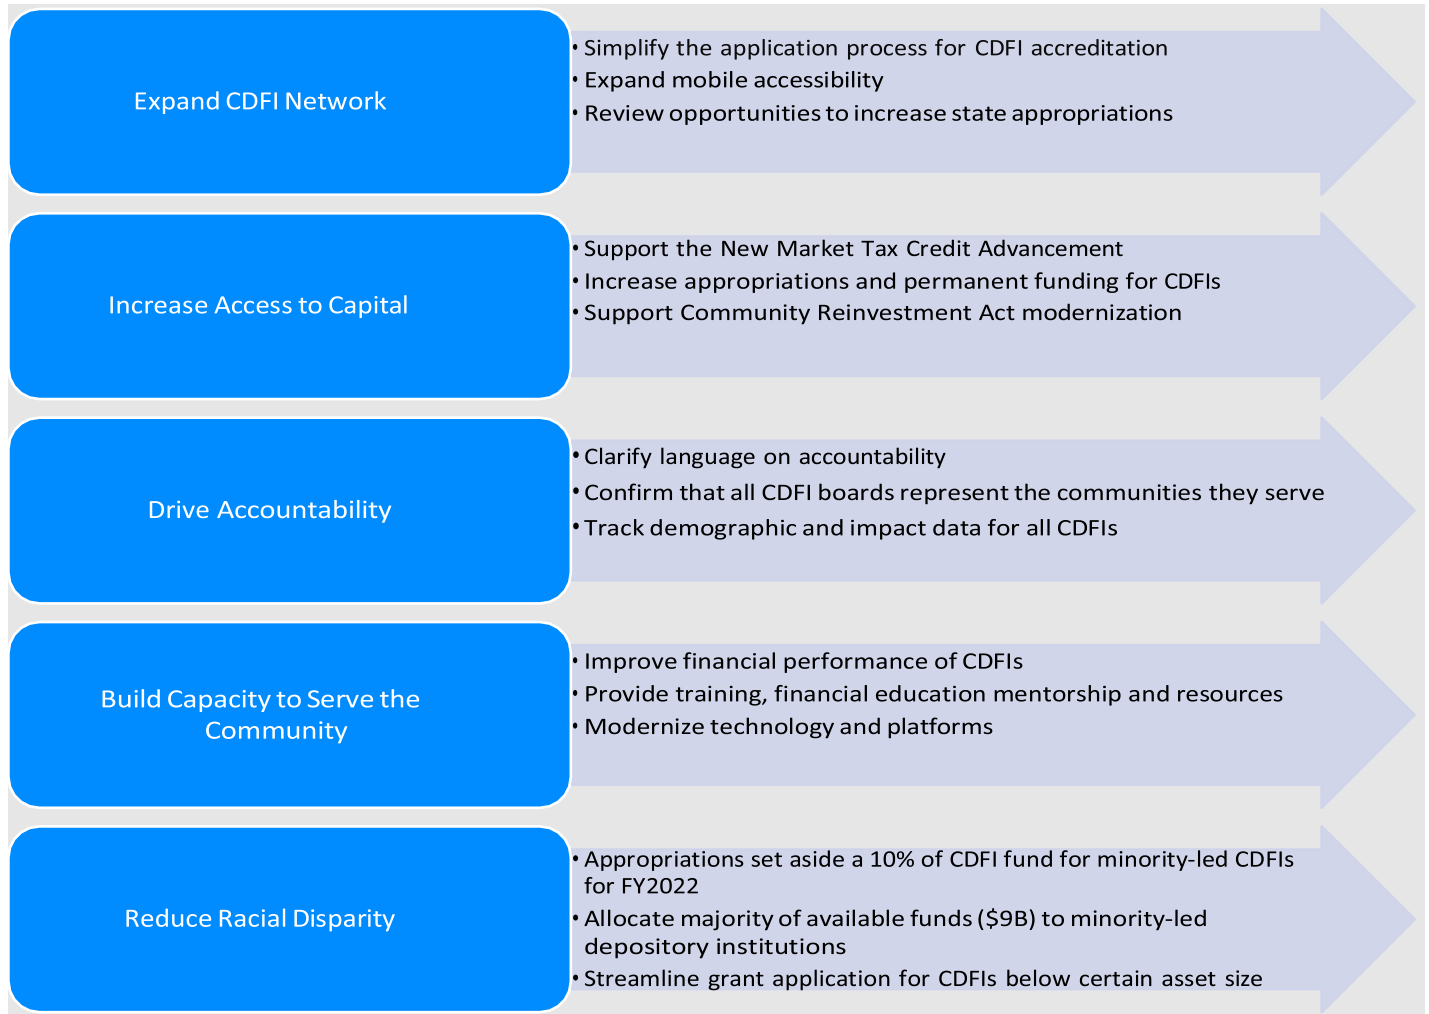 Expand CDFI Network
• Simplify the application process for CDFI accreditation
• Expand mobile accessibility
• Review opportunities to increase state appropriations
Increase Access to Capital
• Support the New Market Tax Credit Advancement
• Increase appropriations and permanent funding for CDFIs
• Support Community Reinvestment Act modernization
Drive Accountability
• Clarify language on accountability
• Confirm that all CDFI boards represent the communities they serve
• Track demographic and impact data for all CDFIs
Build Capacity to Serve the
Community
• Improve financial performance of CDFIs
• Provide training, financial education mentorship and resources
• Modernize technology and platforms
Reduce Racial Disparity
• Appropriations set aside a 10% of CDFI fund for minority-led CDFIs
for FY2022
• Allocate majority of available funds ($9B) to minority-led
depository institutions
• Streamline grant application for CDFIs below certain asset size